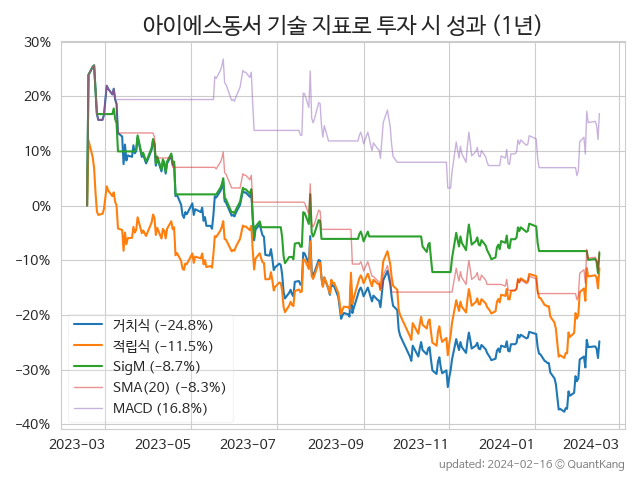 아이에스동서 기술 지표로 투자 시 성과 (1년)
30%
20%
10%
0%
−10%
−20%
−30%
−40%
거치식 (−24.8%)
적립식 (−11.5%)
SigM (−8.7%)
SMA(20) (−8.3%)
MACD (16.8%)
2023-03 2023-05 2023-07 2023-09 2023-11 2024-01 2024-03
updated: 2024-02-16 © QuantKang